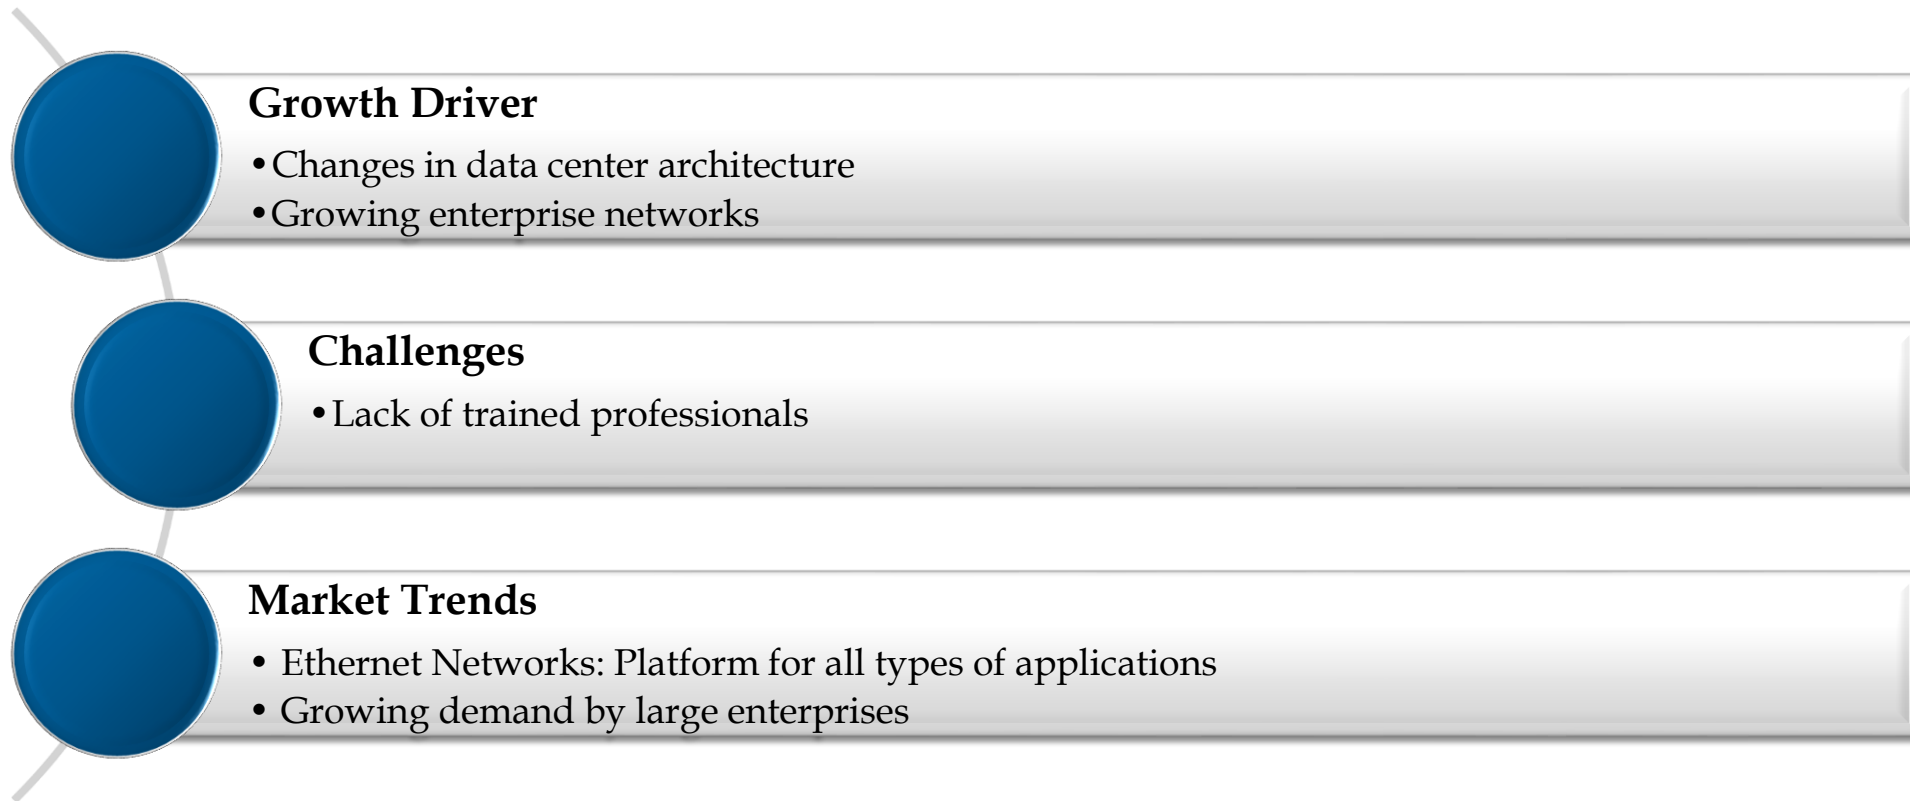 Growth Driver
•Changes in data center architecture
•Growing enterprise networks
Challenges
•Lack of trained professionals
Market Trends
• Ethernet Networks: Platform for all types of applications
• Growing demand by large enterprises